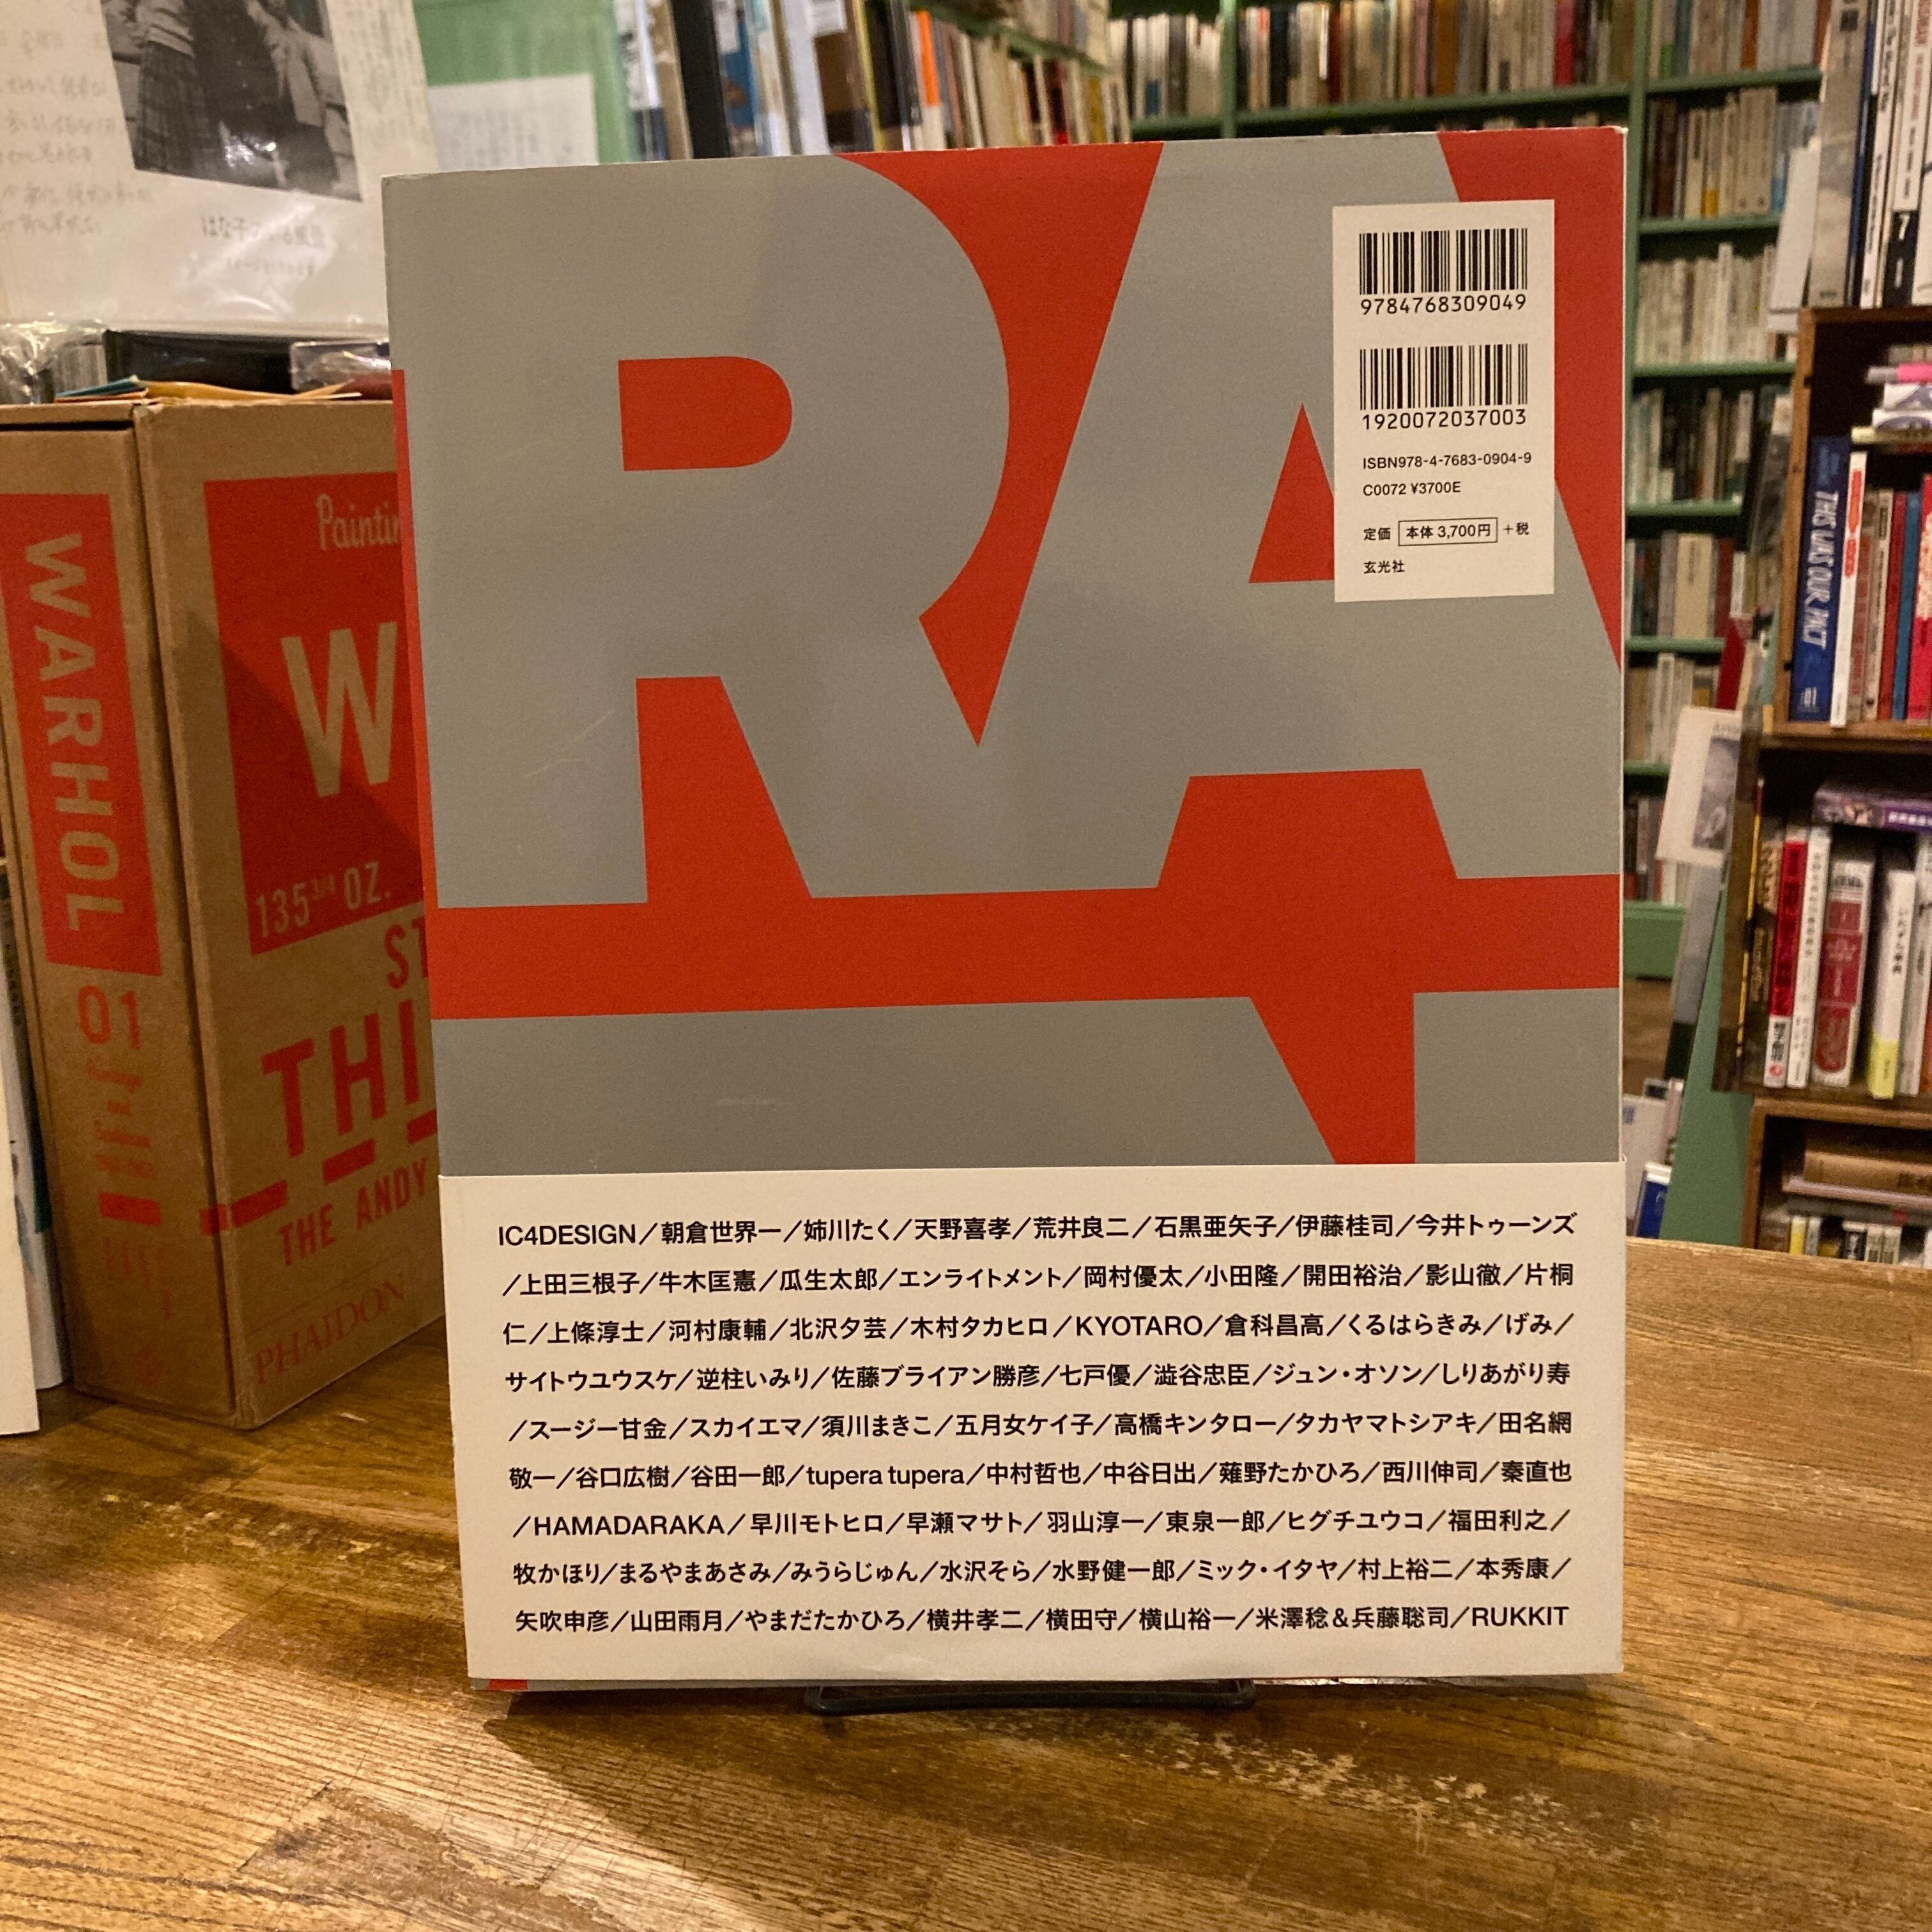 RA
9784768309049
1920072037003
ISBN978-4-7683-0904-9
C0072 ¥3700E
定価 本体 3,700円 +税
玄光社
IC4DESIGN／朝倉世界一／姉川たく／天野喜孝／荒井良二／石黒亜矢子／伊藤桂司／今井トゥーンズ
／上田三根子／牛木匡憲／瓜生太郎／エンライトメント／岡村優太／小田隆／開田裕治／影山徹／片桐
仁／上條淳士／河村康輔／北沢夕芸／木村タカヒロ／KYOTARO／倉科昌高／くるはらきみ／げみ／
サイトウユウスケ／逆柱いみり／佐藤ブライアン勝彦／七戸優／澁谷忠臣／ジュン・オソン／しりあがり寿
／スージー甘金／スカイエマ／須川まきこ／五月女ケイ子／高橋キンタロー／タカヤマトシアキ／田名網
敬一／谷口広樹／谷田一郎／tupera tupera／中村哲也／中谷日出／薙野たかひろ／西川伸司／秦直也
／HAMADARAKA／早川モトヒロ／早瀬マサト／羽山淳一／東泉一郎／ヒグチユウコ／福田利之／
牧かほり／まるやまあさみ／みうらじゅん／水沢そら／水野健一郎／ミック・イタヤ／村上裕二／本秀康／
矢吹申彦／山田雨月／やまだたかひろ／横井孝二／横田守／横山裕一／米澤稔＆兵藤聡司／RUKKIT
WARHOL
01
Paintin
W
135 3/4 OZ.
ST
THE ANDY
PHAIDON
THIS WAS OUR PACT